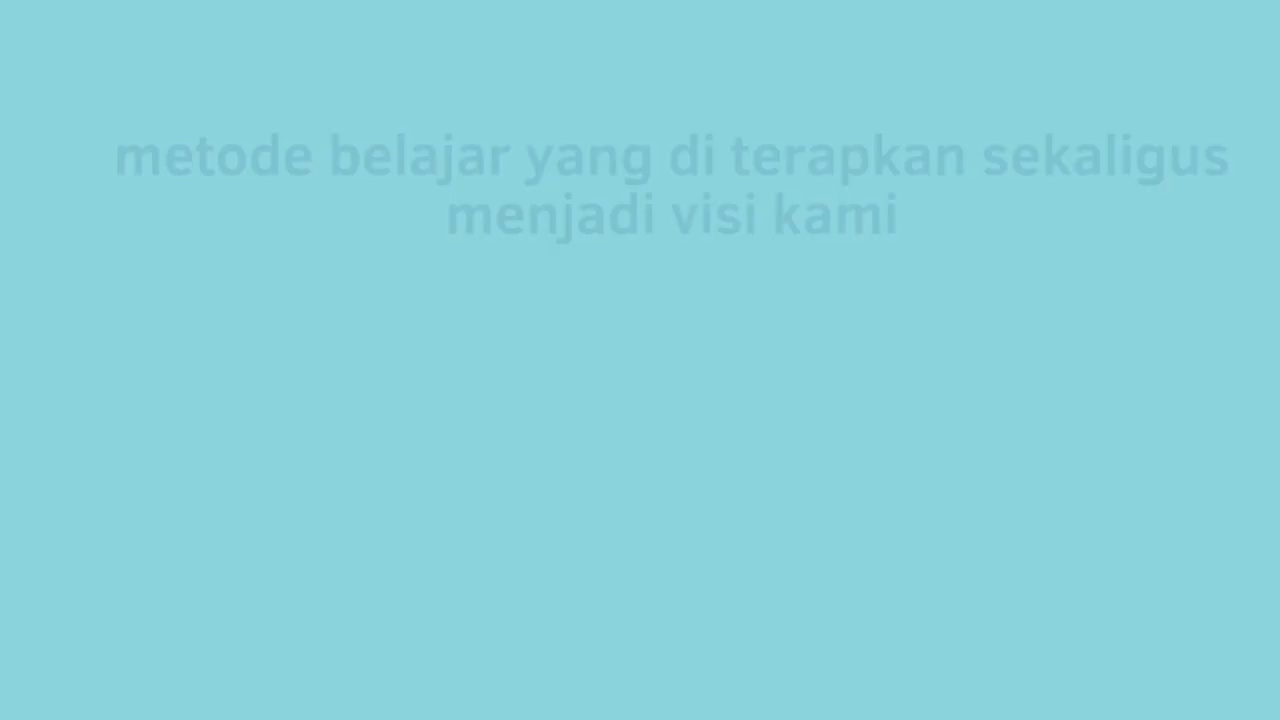 metode belajar yang di terapkan sekaligus
menjadi visi kami